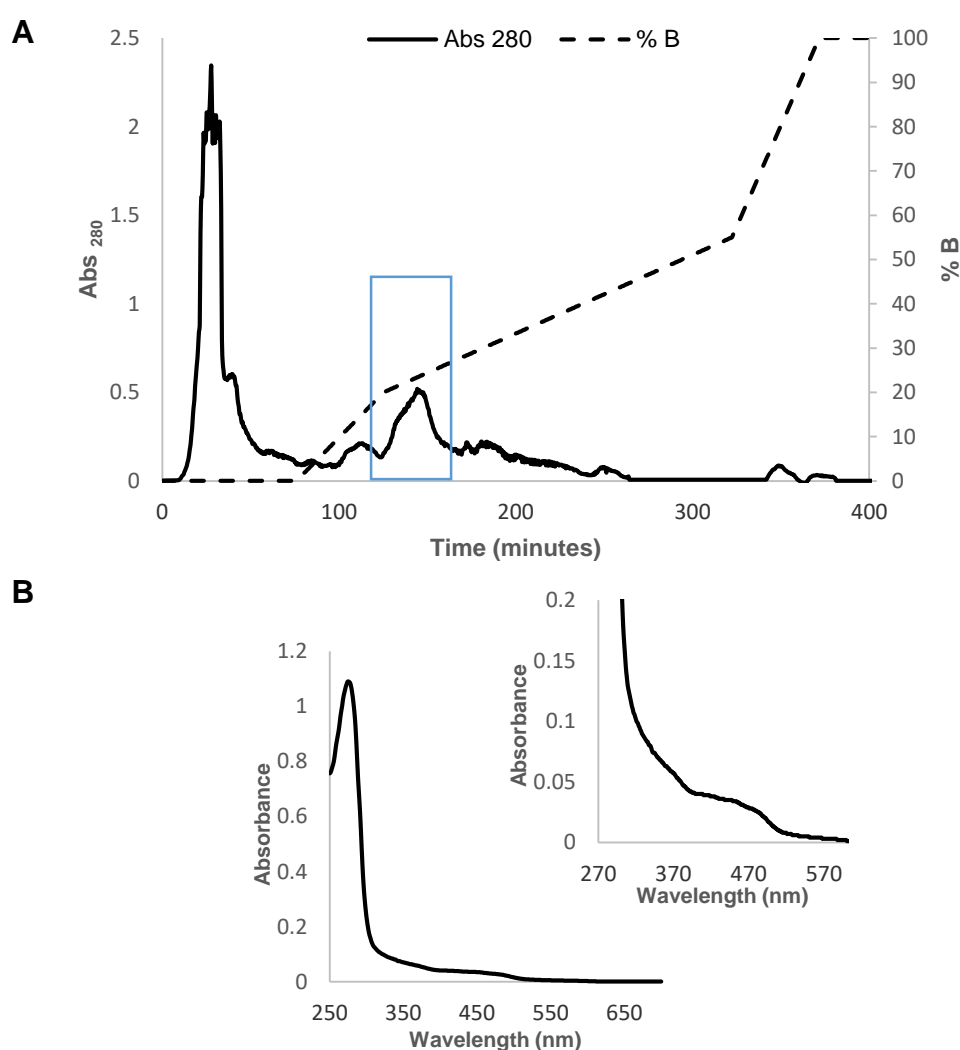 A
Abs 280 % B
2.5 100
90
2 80
70
1.5 60
50
1 40
30
0.5 20
10
0 0
0 100 200 300 400
Abs 280
% B
Time (minutes)
B
0.2
0.15
0.1
0.05
0
270 370 470 570
Absorbance
Wavelength (nm)
1.2
1
0.8
0.6
0.4
0.2
0
250 350 450 550 650
Absorbance
Wavelength (nm)